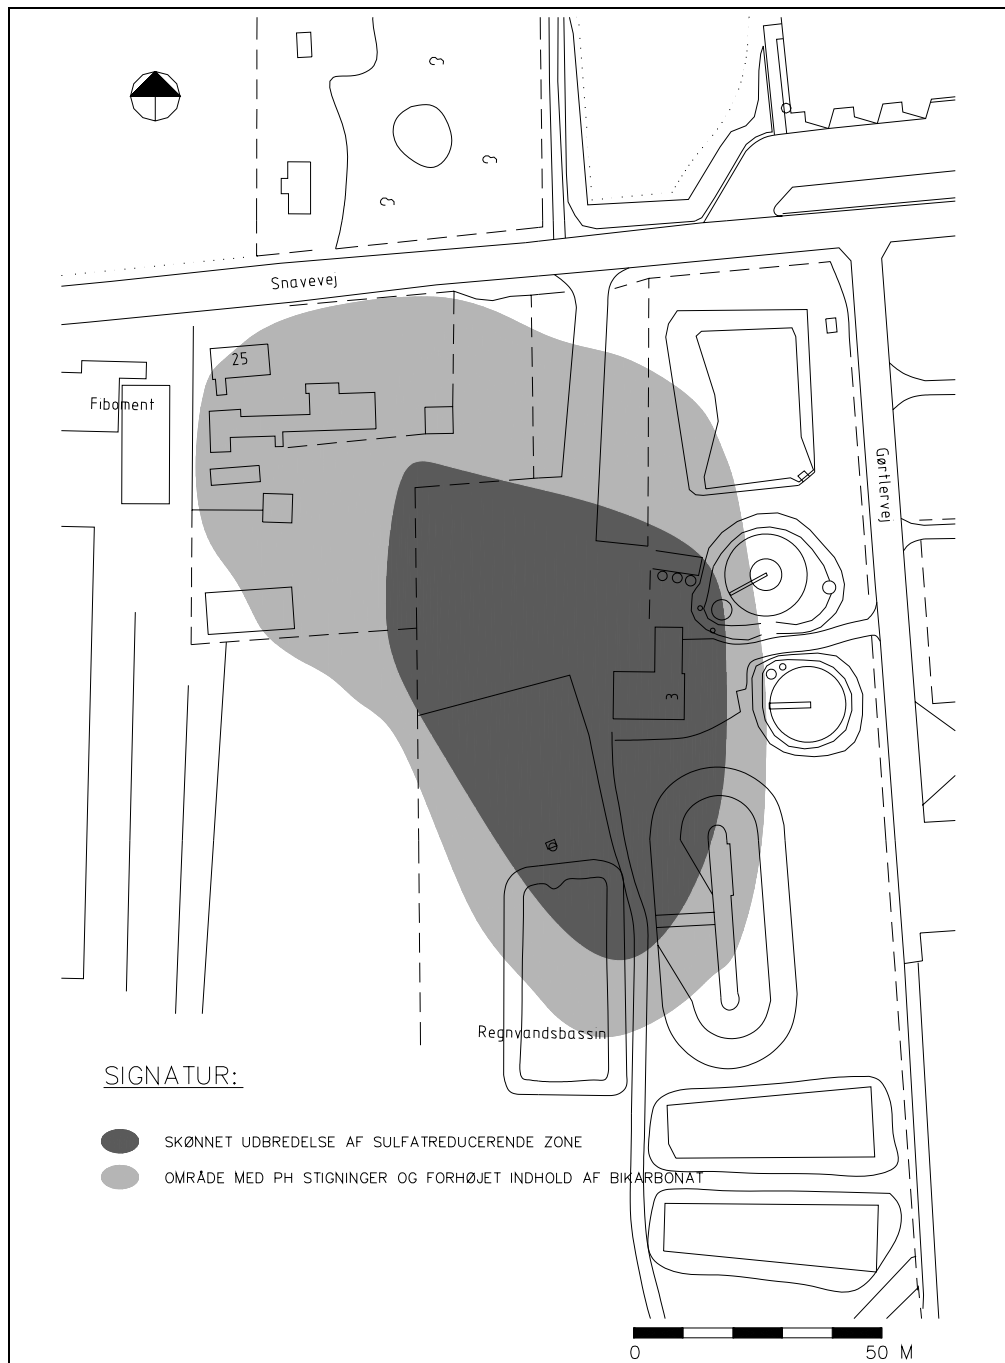 Snavevej
25
Fiboment
Gørtlervej
3
Regnvandsbassin
SIGNATUR:
SKØNNET UDBREDELSE AF SULFATREDUCERENDE ZONE
OMRÅDE MED PH STIGNINGER OG FORHØJET INDHOLD AF BIKARBONAT
0 50 M